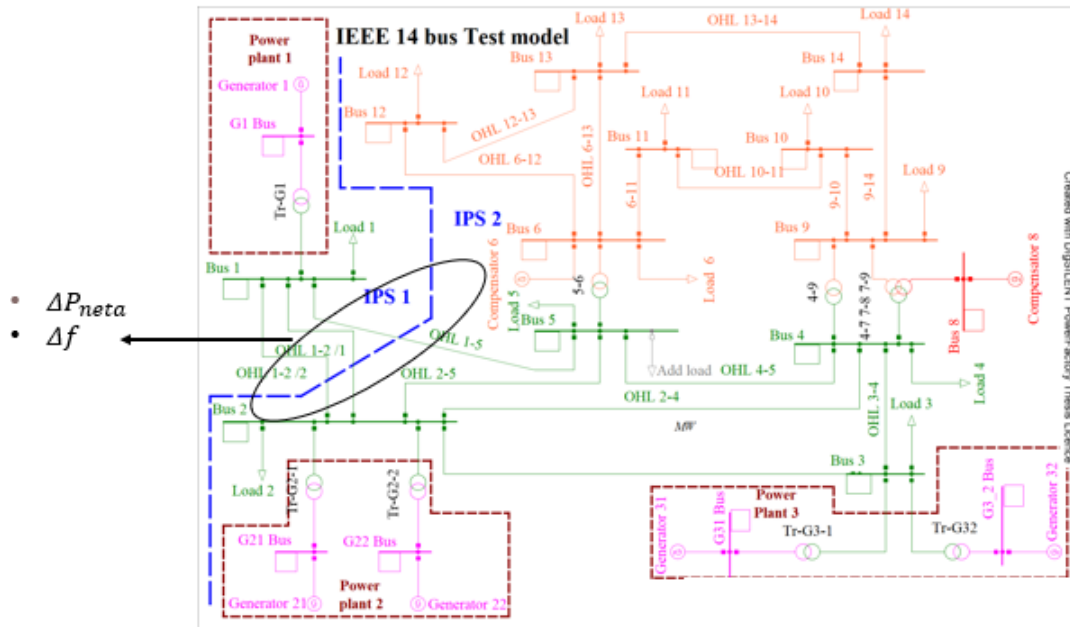 IEEE 14 bus Test model
Power
plant 1
Generator 1
G
G1 Bus
Tr-G1
Load 1
Bus 1
Load 12
Bus 12
OHL 12-13
OHL 6-12
Bus 13
Load 13
OHL 13-14
OHL 6-13
Load 14
Bus 14
Load 11
Bus 11
Load 10
Bus 10
OHL 10-11
6-11
9-10
9-14
Load 9
Bus 9
Bus 6
Compensator 6
Load 6
5-6
IPS 2
IPS 1
Load 5
Bus 5
Add load
4-9
4-7 7-8 7-9
Bus 8
Compensator 8
Bus 4
Load 4
• ΔPneta
• Δf
OHL 1-2 /1
OHL 1-2 /2
OHL 1-5
OHL 2-5
OHL 2-4
OHL 4-5
OHL 3-4
MW
Bus 2
Load 2
Tr-G2-1
Tr-G2-2
G21 Bus
G22 Bus
Generator 21
G
Power
plant 2
G
Generator 22
Load 3
Bus 3
Generator 31
G31 Bus
Power
Plant 3
Tr-G3-1
Tr-G32
G3_2 Bus
Generator 32
Created with DIgSILENT PowerFactory Thesis Licence